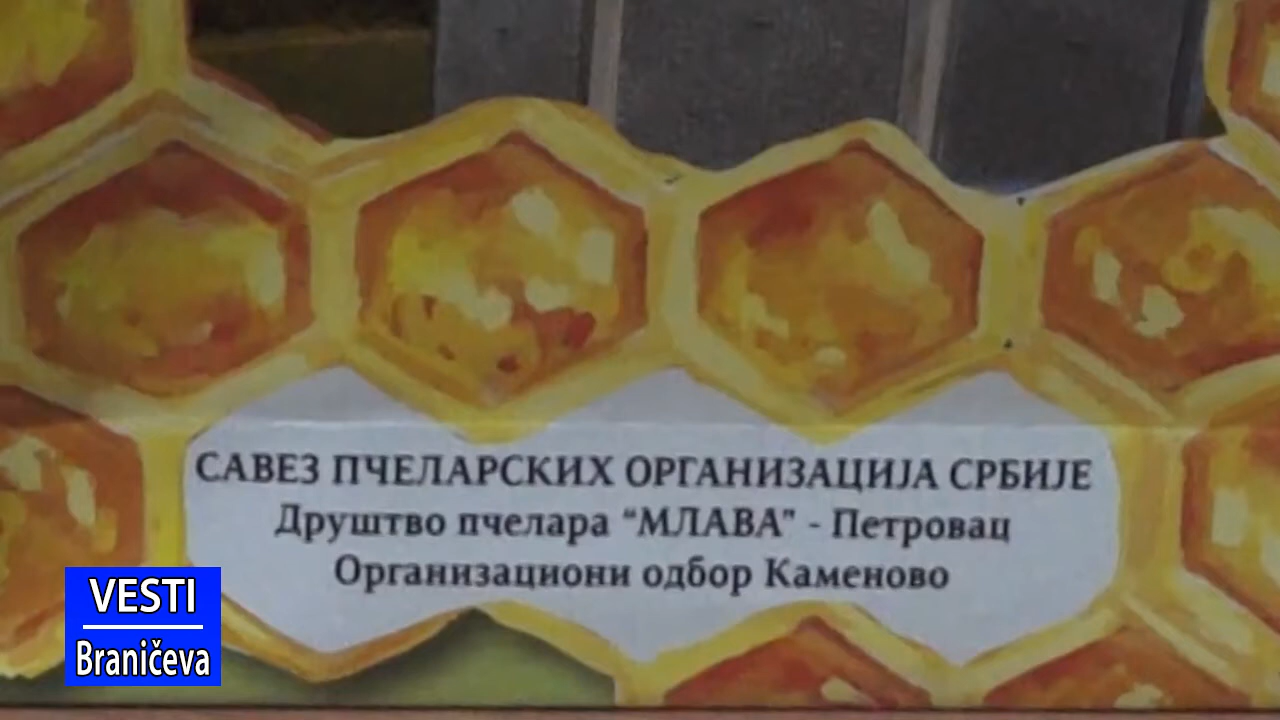 САВЕЗ ПЧЕЛАРСКИХ ОРГАНИЗАЦИЈА СРБИЈЕ
Друштво пчелара “МЛАВА” - Петровац
Организациони одбор Каменово
VESTI
Braničeva